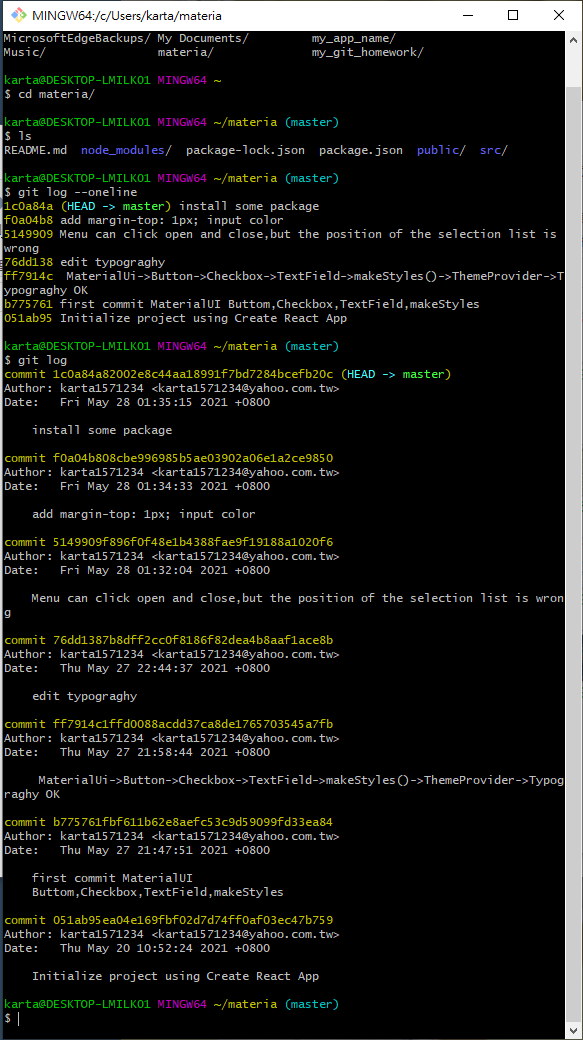 MINGW64:/c/Users/karta/materia
MicrosoftEdgeBackups/ My Documents/ my_app_name/
Music/ materia/ my_git_homework/
karta@DESKTOP-LMILK01 MINGW64 ~
$ cd materia/
karta@DESKTOP-LMILK01 MINGW64 ~/materia (master)
$ ls
README.md node_modules/ package-lock.json package.json public/ src/
karta@DESKTOP-LMILK01 MINGW64 ~/materia (master)
$ git log --oneline
1c0a84a (HEAD -> master) install some package
f0a04b8 add margin-top: 1px; input color
5149909 Menu can click open and close,but the position of the selection list is
wrong
76dd138 edit typograghy
ff7914c MaterialUi->Button->Checkbox->TextField->makeStyles()->ThemeProvider->T
ypograghy OK
b775761 first commit MaterialUI Buttom,Checkbox,TextField,makeStyles
051ab95 Initialize project using Create React App
karta@DESKTOP-LMILK01 MINGW64 ~/materia (master)
$ git log
commit 1c0a84a82002e8c44aa18991f7bd7284bcefb20c (HEAD -> master)
Author: karta1571234 <karta1571234@yahoo.com.tw>
Date: Fri May 28 01:35:15 2021 +0800
install some package
commit f0a04b808cbe996985b5ae03902a06e1a2ce9850
Author: karta1571234 <karta1571234@yahoo.com.tw>
Date: Fri May 28 01:34:33 2021 +0800
add margin-top: 1px; input color
commit 5149909f896f0f48e1b4388fae9f19188a1020f6
Author: karta1571234 <karta1571234@yahoo.com.tw>
Date: Fri May 28 01:32:04 2021 +0800
Menu can click open and close,but the position of the selection list is wron
g
commit 76dd1387b8dff2cc0f8186f82dea4b8aaf1ace8b
Author: karta1571234 <karta1571234@yahoo.com.tw>
Date: Thu May 27 22:44:37 2021 +0800
edit typograghy
commit ff7914c1ffd0088acdd37ca8de1765703545a7fb
Author: karta1571234 <karta1571234@yahoo.com.tw>
Date: Thu May 27 21:58:44 2021 +0800
MaterialUi->Button->Checkbox->TextField->makeStyles()->ThemeProvider->Typog
raghy OK
commit b775761fbf611b62e8aefc53c9d59099fd33ea84
Author: karta1571234 <karta1571234@yahoo.com.tw>
Date: Thu May 27 21:47:51 2021 +0800
first commit MaterialUI
Buttom,Checkbox,TextField,makeStyles
commit 051ab95ea04e169fbf02d7d74ff0af03ec47b759
Author: karta1571234 <karta1571234@yahoo.com.tw>
Date: Thu May 20 10:52:24 2021 +0800
Initialize project using Create React App
karta@DESKTOP-LMILK01 MINGW64 ~/materia (master)
$